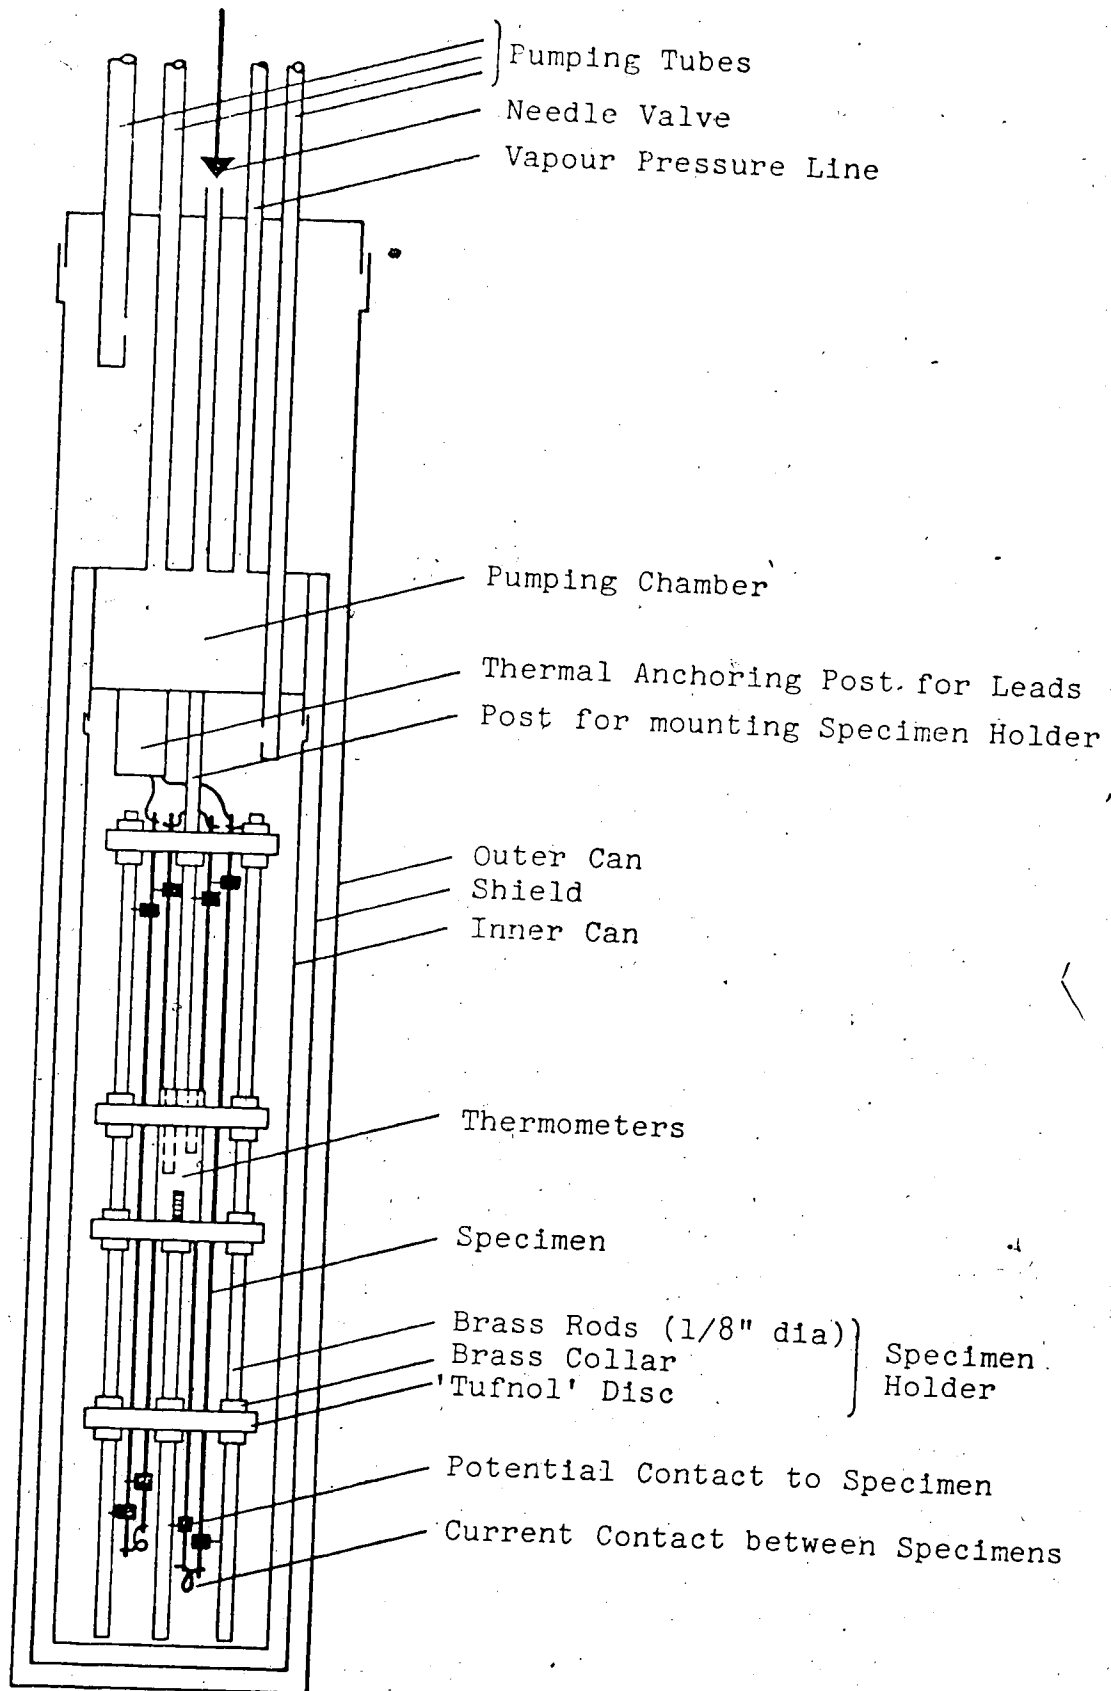 Pumping Tubes
Needle Valve
Vapour Pressure Line
Pumping Chamber
Thermal Anchoring Post. for Leads
Post for mounting Specimen Holder
Outer Can
Shield
Inner Can
Thermometers
Specimen
Brass Rods (1/8" dia)
Brass Collar
'Tufnol' Disc
Specimen
Holder
Potential Contact to Specimen
Current Contact between Specimens